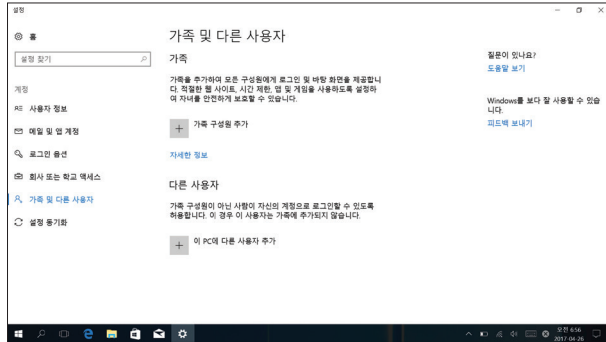 설정
홈
설정 찾기
계정
사용자 정보
메일 및 앱 계정
로그인 옵션
회사 또는 학교 액세스
가족 및 다른 사용자
설정 동기화
가족 및 다른 사용자
가족
가족을 추가하여 모든 구성원에게 로그인 및 바탕 화면을 제공합니
다. 적절한 웹 사이트, 시간 제한, 앱 및 게임을 사용하도록 설정하
여 자녀를 안전하게 보호할 수 있습니다.
가족 구성원 추가
자세한 정보
다른 사용자
가족 구성원이 아닌 사람이 자신의 계정으로 로그인할 수 있도록
허용합니다. 이 경우 이 사용자는 가족에 추가되지 않습니다.
이 PC에 다른 사용자 추가
질문이 있나요?
도움말 보기
Windows를 보다 잘 사용할 수 있습
니다.
피드백 보내기
오전 6:56
2017-04-26